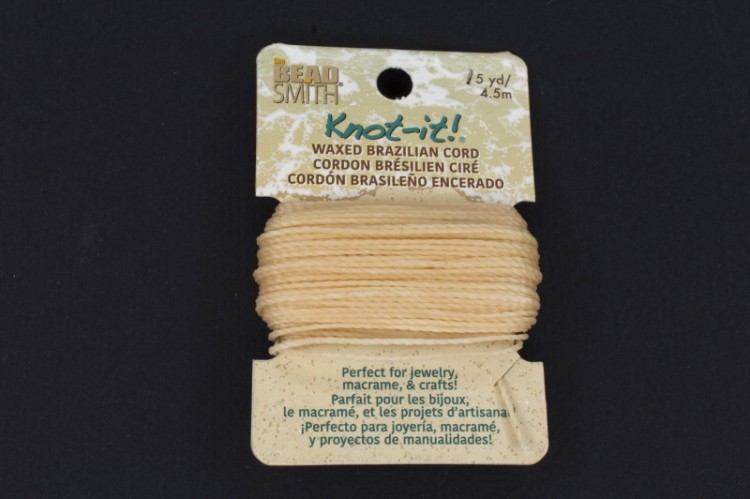 the
BEAD
SMITH®
5 yd/
4.5m
Knot-it!®
WAXED BRAZILIAN CORD
CORDON BRÉSILIEN CIRÉ
CORDÓN BRASILEÑO ENCERADO
Perfect for jewelry,
macrame, & crafts!
Parfait pour les bijoux,
le macramé, et les projets d'artisana
¡Perfecto para joyería, macramé,
y proyectos de manualidades!